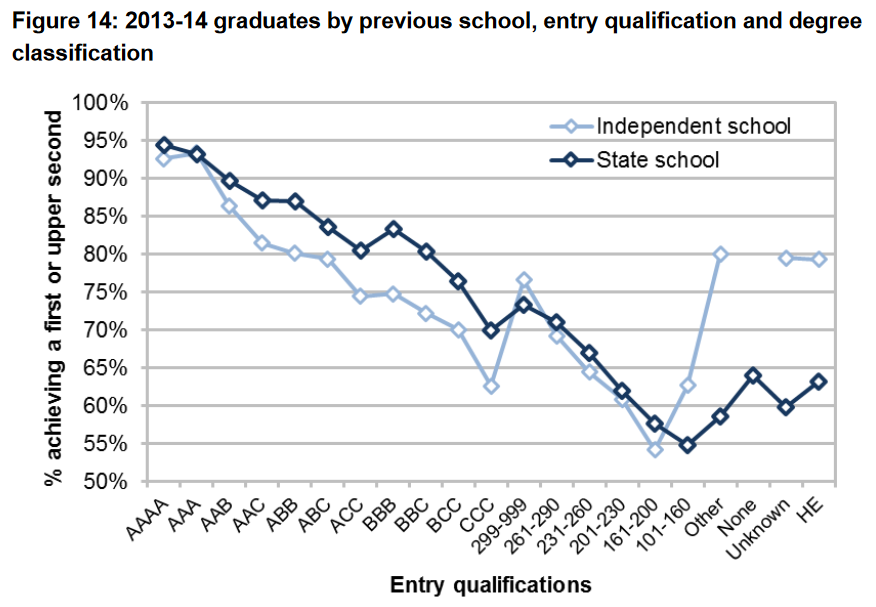 Figure 14: 2013-14 graduates by previous school, entry qualification and degree
classification
% achieving a first or upper second
100%
95%
90%
85%
80%
75%
70%
65%
60%
55%
50%
Independent school
State school
AAAA
AAA
AAB
AAC
ABB
ABC
ACC
BBB
BBC
BCC
CCC
299-999
261-290
231-260
201-230
161-200
101-160
Other
None
Unknown
HE
Entry qualifications